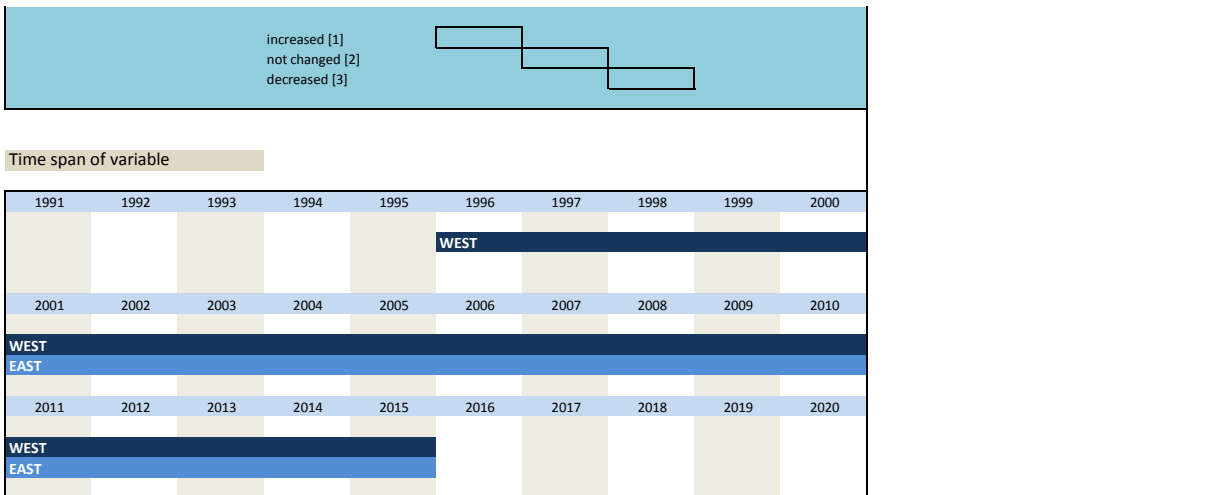 increased [1]
not changed [2]
decreased [3]
Time span of variable
1991 1992 1993 1994 1995 1996 1997 1998 1999 2000
WEST
2001 2002 2003 2004 2005 2006 2007 2008 2009 2010
WEST
EAST
2011 2012 2013 2014 2015 2016 2017 2018 2019 2020
WEST
EAST